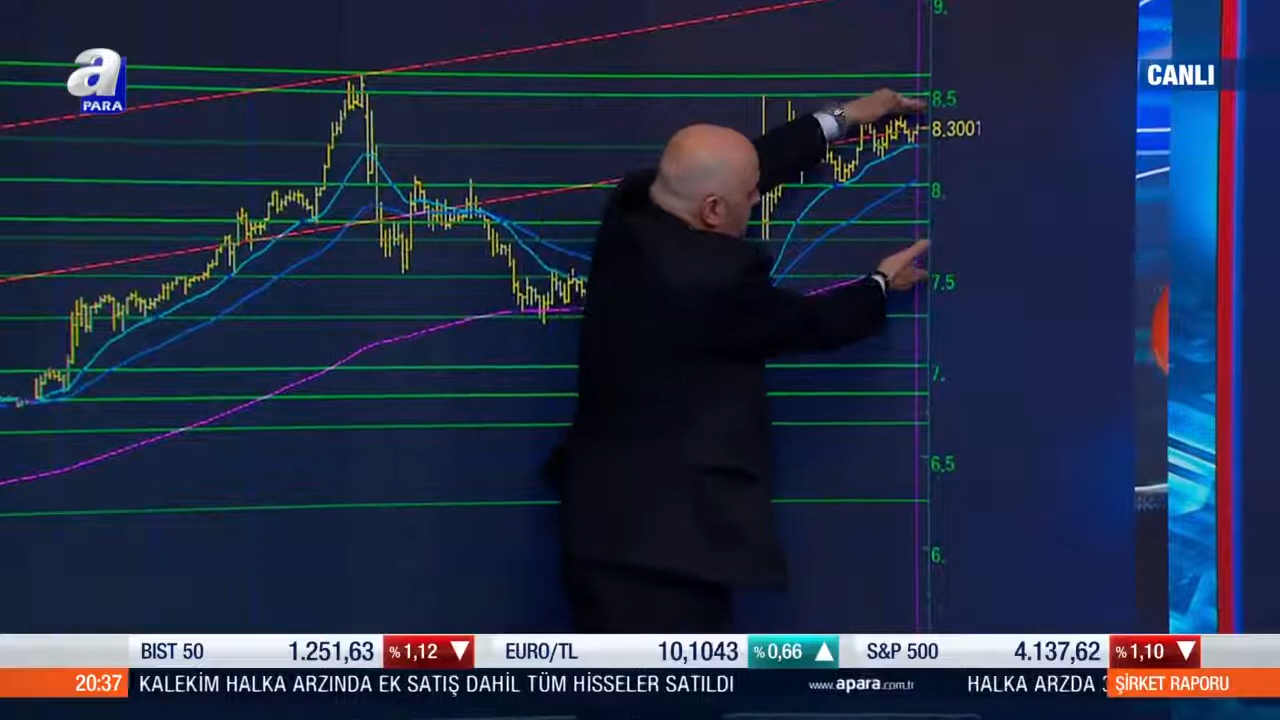 a
PARA
CANLI
9.
8.5
8.3001
8.
7.5
7.
6.5
6.
BIST 50 1.251,63 %1,12 EURO/TL 10,1043 %0,66 S&P 500 4.137,62 %1,10
20:37 KALEKİM HALKA ARZINDA EK SATIŞ DAHİL TÜM HİSSELER SATILDI www.apara.com.tr HALKA ARZDA 3 ŞİRKET RAPORU